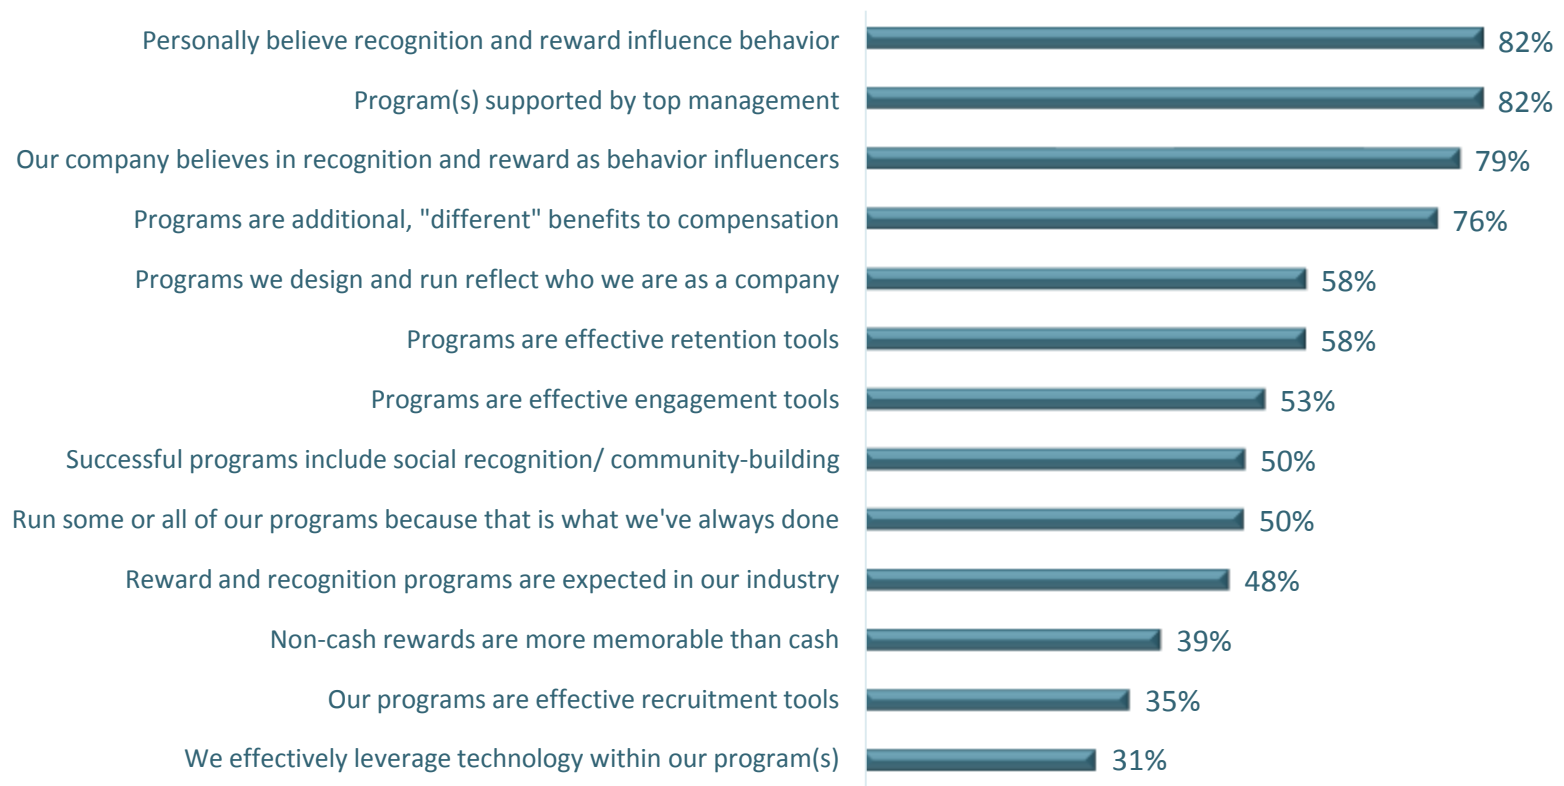 Personally believe recognition and reward influence behavior 82%
Program(s) supported by top management 82%
Our company believes in recognition and reward as behavior influencers 79%
Programs are additional, "different" benefits to compensation 76%
Programs we design and run reflect who we are as a company 58%
Programs are effective retention tools 58%
Programs are effective engagement tools 53%
Successful programs include social recognition/ community-building 50%
Run some or all of our programs because that is what we've always done 50%
Reward and recognition programs are expected in our industry 48%
Non-cash rewards are more memorable than cash 39%
Our programs are effective recruitment tools 35%
We effectively leverage technology within our program(s) 31%